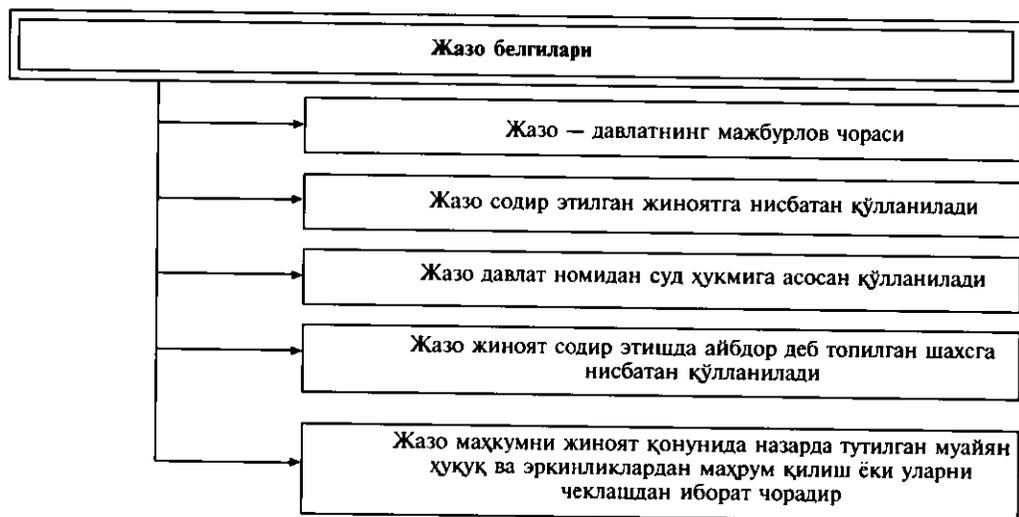 Жазо белгилари
Жазо — давлатнинг мажбурлов чораси
Жазо содир этилган жиноятга нисбатан қўлланилади
Жазо давлат номидан суд ҳукмига асосан қўлланилади
Жазо жиноят содир этишда айбдор деб топилган шахсга
нисбатан қўлланилади
Жазо маҳкумни жиноят қонунида назарда тутилган муайян
ҳуқуқ ва эркинликлардан маҳрум қилиш ёки уларни
чеклашдан иборат чорадир